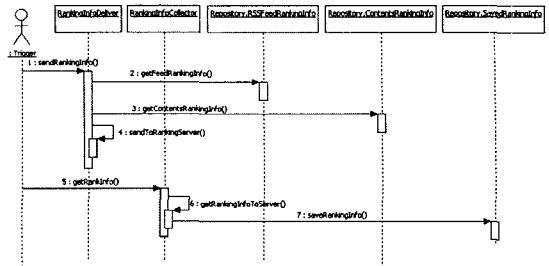 RankingInfoDeliver
RankingInfoCollector
Repository.RSSFeedRankingInfo
Repository.ContentsRankingInfo
Repository.SavedRankingInfo
: Trigger
1 : sendRankingInfo()
2 : getFeedRankingInfo()
3 : getContentsRankingInfo()
4 : sendToRankingServer()
5 : getRankInfo()
6 : getRankingInfoToServer()
7 : saveRankingInfo()